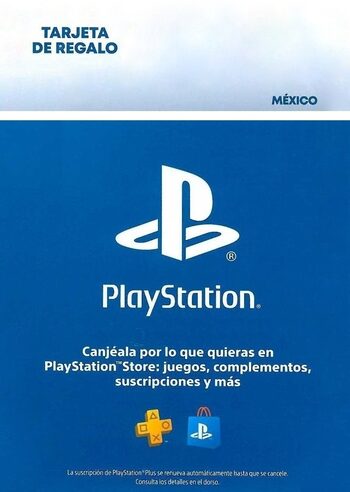 TARJETA
DE REGALO
MÉXICO
PlayStation®
Canjéala por lo que quieras en
PlayStation™Store: juegos, complementos,
suscripciones y más
La suscripción de PlayStation®Plus se renueva automáticamente hasta que se cancele.
Consulta los detalles en el dorso.